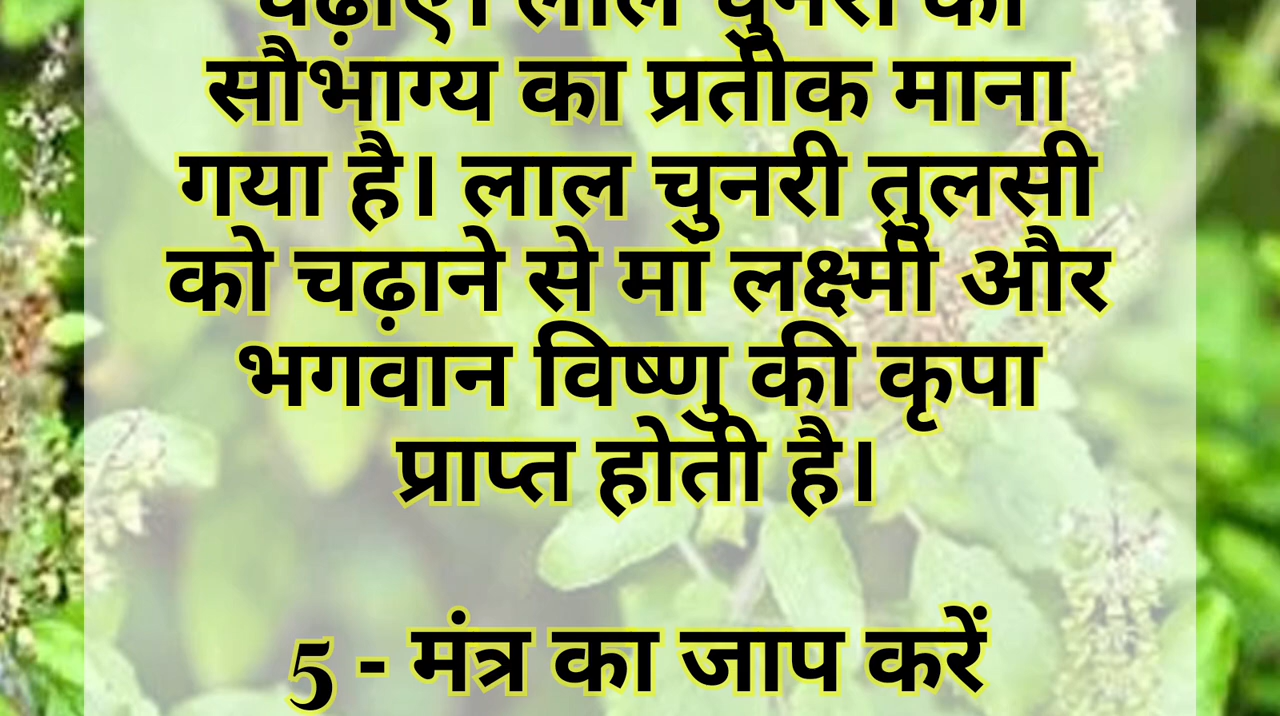 चढ़ाएं। लाल चुनरी को
सौभाग्य का प्रतीक माना
गया है। लाल चुनरी तुलसी
को चढ़ाने से मां लक्ष्मी और
भगवान विष्णु की कृपा
प्राप्त होती है।
5 - मंत्र का जाप करें